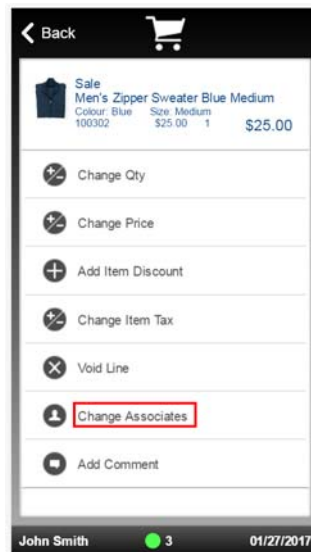 Back
Sale
Men's Zipper Sweater Blue Medium
Colour: Blue Size: Medium
100302 $25.00 1 $25.00
Change Qty
Change Price
Add Item Discount
Change Item Tax
Void Line
Change Associates
Add Comment
John Smith 3 01/27/2017